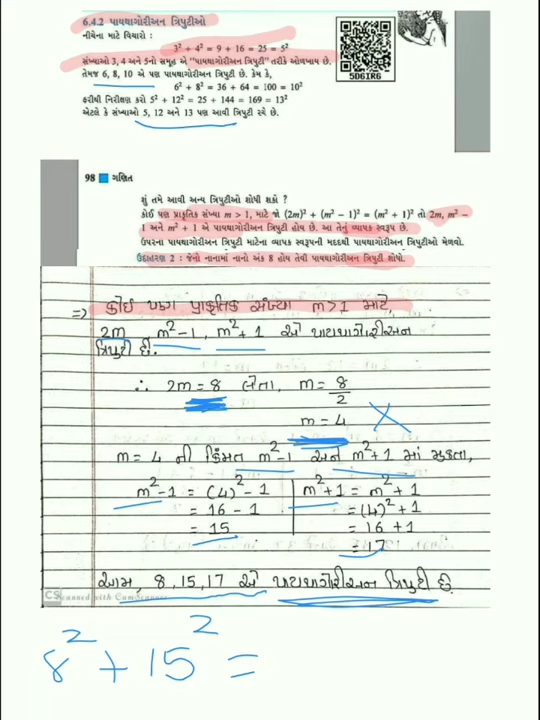 6.4.2 પાયથાગોરીઅન ત્રિપુટીઓ
નીચેના માટે વિચારો :
3² + 4² = 9 + 16 = 25 = 5²
સંખ્યાઓ 3, 4 અને 5નો સમૂહ એ "પાયથાગોરીઅન ત્રિપુટી" તરીકે ઓળખાય છે.
તેમજ 6, 8, 10 એ પણ પાયથાગોરીઅન ત્રિપુટી છે. કેમ કે,
6² + 8² = 36 + 64 = 100 = 10²
ફરીથી નિરીક્ષણ કરો 5² + 12² = 25 + 144 = 169 = 13²
એટલે કે સંખ્યાઓ 5, 12 અને 13 પણ આવી ત્રિપુટી રચે છે.
5D6IR6
98 ગણિત
શું તમે આવી અન્ય ત્રિપુટીઓ શોધી શકો ?
કોઈ પણ પ્રાકૃતિક સંખ્યા m > 1, માટે જો (2m)² + (m² – 1)² = (m² + 1)² તો 2m, m² –
1 અને m² + 1 એ પાયથાગોરીઅન ત્રિપુટી હોય છે. આ તેનું વ્યાપક સ્વરૂપ છે.
ઉપરના પાયથાગોરીઅન ત્રિપુટી માટેના વ્યાપક સ્વરૂપની મદદથી પાયથાગોરીઅન ત્રિપુટીઓ મેળવો.
ઉદાહરણ 2 : જેનો નાનામાં નાનો અંક 8 હોય તેવી પાયથાગોરીઅન ત્રિપુટી શોધો.
⇒ કોઈ પણ પ્રાકૃતિક સંખ્યા m>1 માટે,
2m, m²-1, m²+1 એ પાયથાગોરીઅન
ત્રિપુટી છે.
∴ 2m = 8 લેતા, m = 8/2
m = 4
m = 4 ની કિંમત m²-1 અને m²+1 માં મુકતા,
m²-1 = (4)²-1 | m²+1 = m²+1
= 16 - 1 | = (4)²+1
= 15 | = 16 +1
= 17
આમ, 8, 15, 17 એ પાયથાગોરીઅન ત્રિપુટી છે.
CS Scanned with CamScanner
8² + 15² =